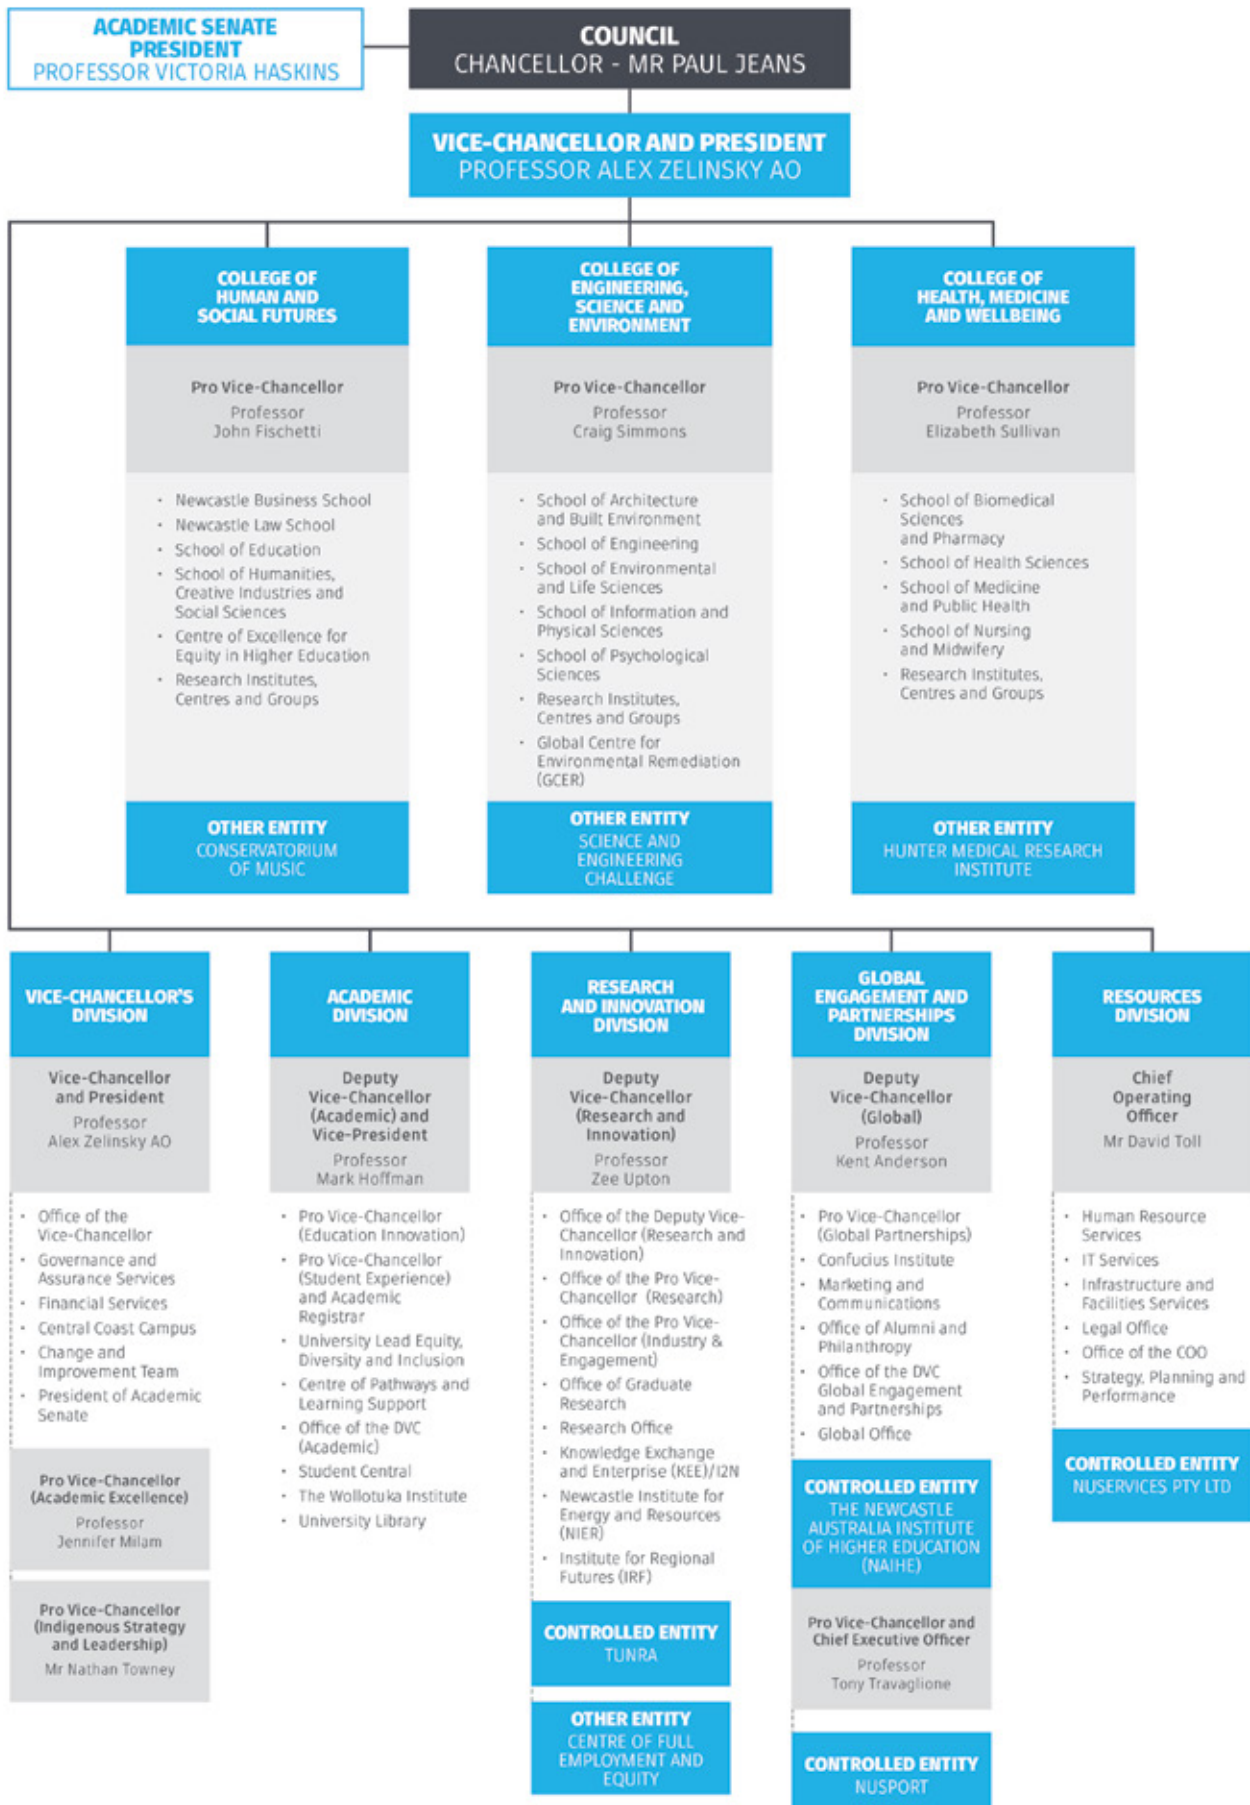 ACADEMIC SENATE
PRESIDENT
PROFESSOR VICTORIA HASKINS
COUNCIL
CHANCELLOR - MR PAUL JEANS
VICE-CHANCELLOR AND PRESIDENT
PROFESSOR ALEX ZELINSKY AO
COLLEGE OF
HUMAN AND
SOCIAL FUTURES
Pro Vice-Chancellor
Professor
John Fischetti
• Newcastle Business School
• Newcastle Law School
• School of Education
• School of Humanities,
Creative Industries and
Social Sciences
• Centre of Excellence for
Equity in Higher Education
• Research Institutes,
Centres and Groups
OTHER ENTITY
CONSERVATORIUM
OF MUSIC
COLLEGE OF
ENGINEERING,
SCIENCE AND
ENVIRONMENT
Pro Vice-Chancellor
Professor
Craig Simmons
• School of Architecture
and Built Environment
• School of Engineering
• School of Environmental
and Life Sciences
• School of Information and
Physical Sciences
• School of Psychological
Sciences
• Research Institutes,
Centres and Groups
• Global Centre for
Environmental Remediation
(GCER)
OTHER ENTITY
SCIENCE AND
ENGINEERING
CHALLENGE
COLLEGE OF
HEALTH, MEDICINE
AND WELLBEING
Pro Vice-Chancellor
Professor
Elizabeth Sullivan
• School of Biomedical
Sciences
and Pharmacy
• School of Health Sciences
• School of Medicine
and Public Health
• School of Nursing
and Midwifery
• Research Institutes,
Centres and Groups
OTHER ENTITY
HUNTER MEDICAL RESEARCH
INSTITUTE
VICE-CHANCELLOR'S
DIVISION
Vice-Chancellor
and President
Professor
Alex Zelinsky AO
• Office of the
Vice-Chancellor
• Governance and
Assurance Services
• Financial Services
• Central Coast Campus
• Change and
Improvement Team
• President of Academic
Senate
Pro Vice-Chancellor
(Academic Excellence)
Professor
Jennifer Milam
Pro Vice-Chancellor
(Indigenous Strategy
and Leadership)
Mr Nathan Towney
ACADEMIC
DIVISION
Deputy
Vice-Chancellor
(Academic) and
Vice-President
Professor
Mark Hoffman
• Pro Vice-Chancellor
(Education Innovation)
• Pro Vice-Chancellor
(Student Experience)
and Academic
Registrar
• University Lead Equity,
Diversity and Inclusion
• Centre of Pathways and
Learning Support
• Office of the DVC
(Academic)
• Student Central
• The Wollotuka Institute
• University Library
RESEARCH
AND INNOVATION
DIVISION
Deputy
Vice-Chancellor
(Research and
Innovation)
Professor
Zee Upton
• Office of the Deputy Vice-
Chancellor (Research and
Innovation)
• Office of the Pro Vice-
Chancellor (Research)
• Office of the Pro Vice-
Chancellor (Industry &
Engagement)
• Office of Graduate
Research
• Research Office
• Knowledge Exchange
and Enterprise (KEE)/I2N
• Newcastle Institute for
Energy and Resources
(NIER)
• Institute for Regional
Futures (IRF)
CONTROLLED ENTITY
TUNRA
OTHER ENTITY
CENTRE OF FULL
EMPLOYMENT AND
EQUITY
GLOBAL
ENGAGEMENT AND
PARTNERSHIPS
DIVISION
Deputy
Vice-Chancellor
(Global)
Professor
Kent Anderson
• Pro Vice-Chancellor
(Global Partnerships)
• Confucius Institute
• Marketing and
Communications
• Office of Alumni and
Philanthropy
• Office of the DVC
Global Engagement
and Partnerships
• Global Office
CONTROLLED ENTITY
THE NEWCASTLE
AUSTRALIA INSTITUTE
OF HIGHER EDUCATION
(NAIHE)
Pro Vice-Chancellor and
Chief Executive Officer
Professor
Tony Travaglione
CONTROLLED ENTITY
NUSPORT
RESOURCES
DIVISION
Chief
Operating
Officer
Mr David Toll
• Human Resource
Services
• IT Services
• Infrastructure and
Facilities Services
• Legal Office
• Office of the COO
• Strategy, Planning and
Performance
CONTROLLED ENTITY
NUSERVICES PTY LTD